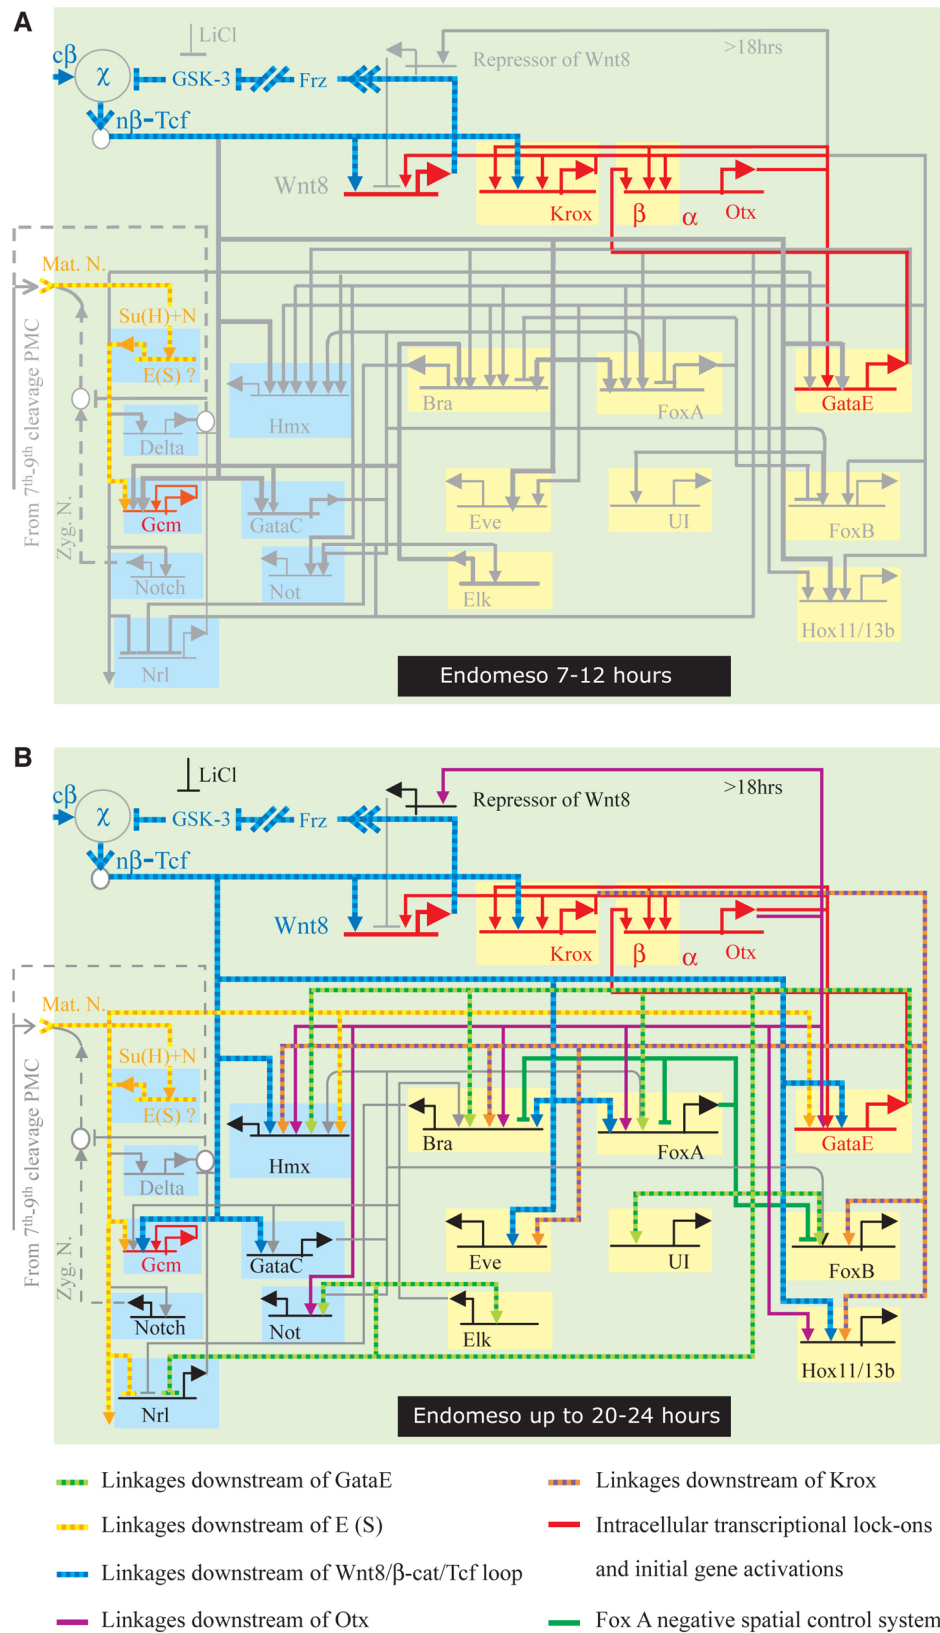 A
LiCl
>18hrs
Repressor of Wnt8
cβ
χ
GSK-3
Frz
nβ-Tcf
Wnt8
Krox
β
α
Otx
Mat. N.
Su(H)+N
E(S) ?
From 7th-9th cleavage PMC
Zyg. N.
Delta
Hmx
Bra
FoxA
GataE
Gcm
GataC
Eve
UI
FoxB
Notch
Not
Elk
Hox11/13b
Nrl
Endomeso 7-12 hours
B
LiCl
>18hrs
Repressor of Wnt8
cβ
χ
GSK-3
Frz
nβ-Tcf
Wnt8
Krox
β
α
Otx
Mat. N.
Su(H)+N
E(S) ?
From 7th-9th cleavage PMC
Zyg. N.
Delta
Hmx
Bra
FoxA
GataE
Gcm
GataC
Eve
UI
FoxB
Notch
Not
Elk
Hox11/13b
Nrl
Endomeso up to 20-24 hours
Linkages downstream of GataE
Linkages downstream of E (S)
Linkages downstream of Wnt8/β-cat/Tcf loop
Linkages downstream of Otx
Linkages downstream of Krox
Intracellular transcriptional lock-ons
and initial gene activations
Fox A negative spatial control system